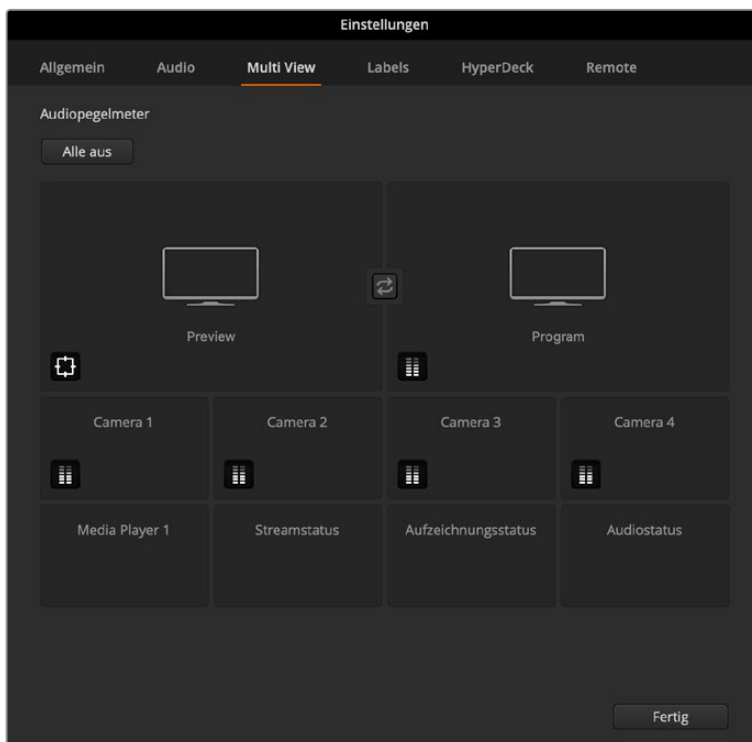 Einstellungen
Allgemein Audio Multi View Labels HyperDeck Remote
Audiopegelmeter
Alle aus
Preview Program
Camera 1 Camera 2 Camera 3 Camera 4
Media Player 1 Streamstatus Aufzeichnungsstatus Audiostatus
Fertig